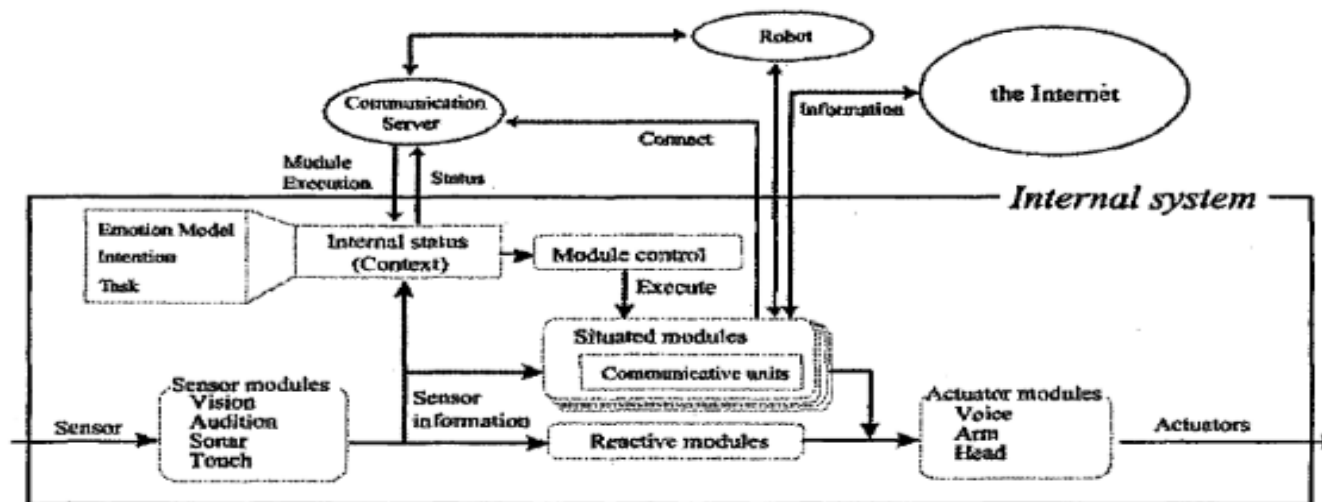 Robot
the Internet
Communication
Server
Information
Connect
Module
Execution
Status
Internal system
Emotion Model
Intention
Task
Internal status
(Context)
Module control
Execute
Situated modules
Communicative units
Sensor modules
Vision
Audition
Sonar
Touch
Sensor
Sensor
information
Reactive modules
Actuator modules
Voice
Arm
Head
Actuators